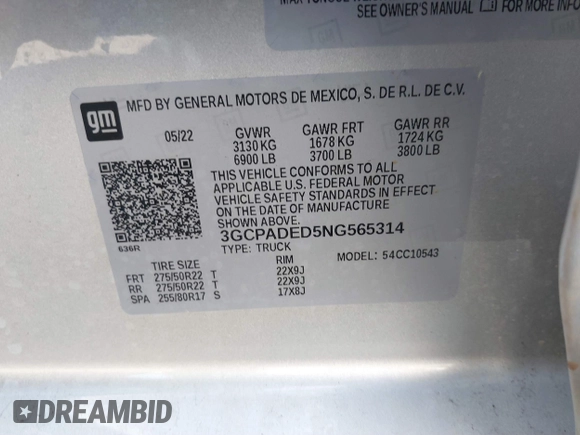 SEE OWNER'S MANUAL FOR MORE INFO
gm
MFD BY GENERAL MOTORS DE MEXICO, S. DE R.L. DE C.V.
05/22 GVWR GAWR FRT GAWR RR
3130 KG 1678 KG 1724 KG
6900 LB 3700 LB 3800 LB
THIS VEHICLE CONFORMS TO ALL
APPLICABLE U.S. FEDERAL MOTOR
VEHICLE SAFETY STANDARDS IN EFFECT
ON THE DATE OF MANUFACTURE
SHOWN ABOVE.
3GCPADED5NG565314
636R TYPE: TRUCK MODEL: 54CC10543
TIRE SIZE RIM
FRT 275/50R22 T 22X9J
RR 275/50R22 T 22X9J
SPA 255/80R17 S 17X8J
DREAMBID